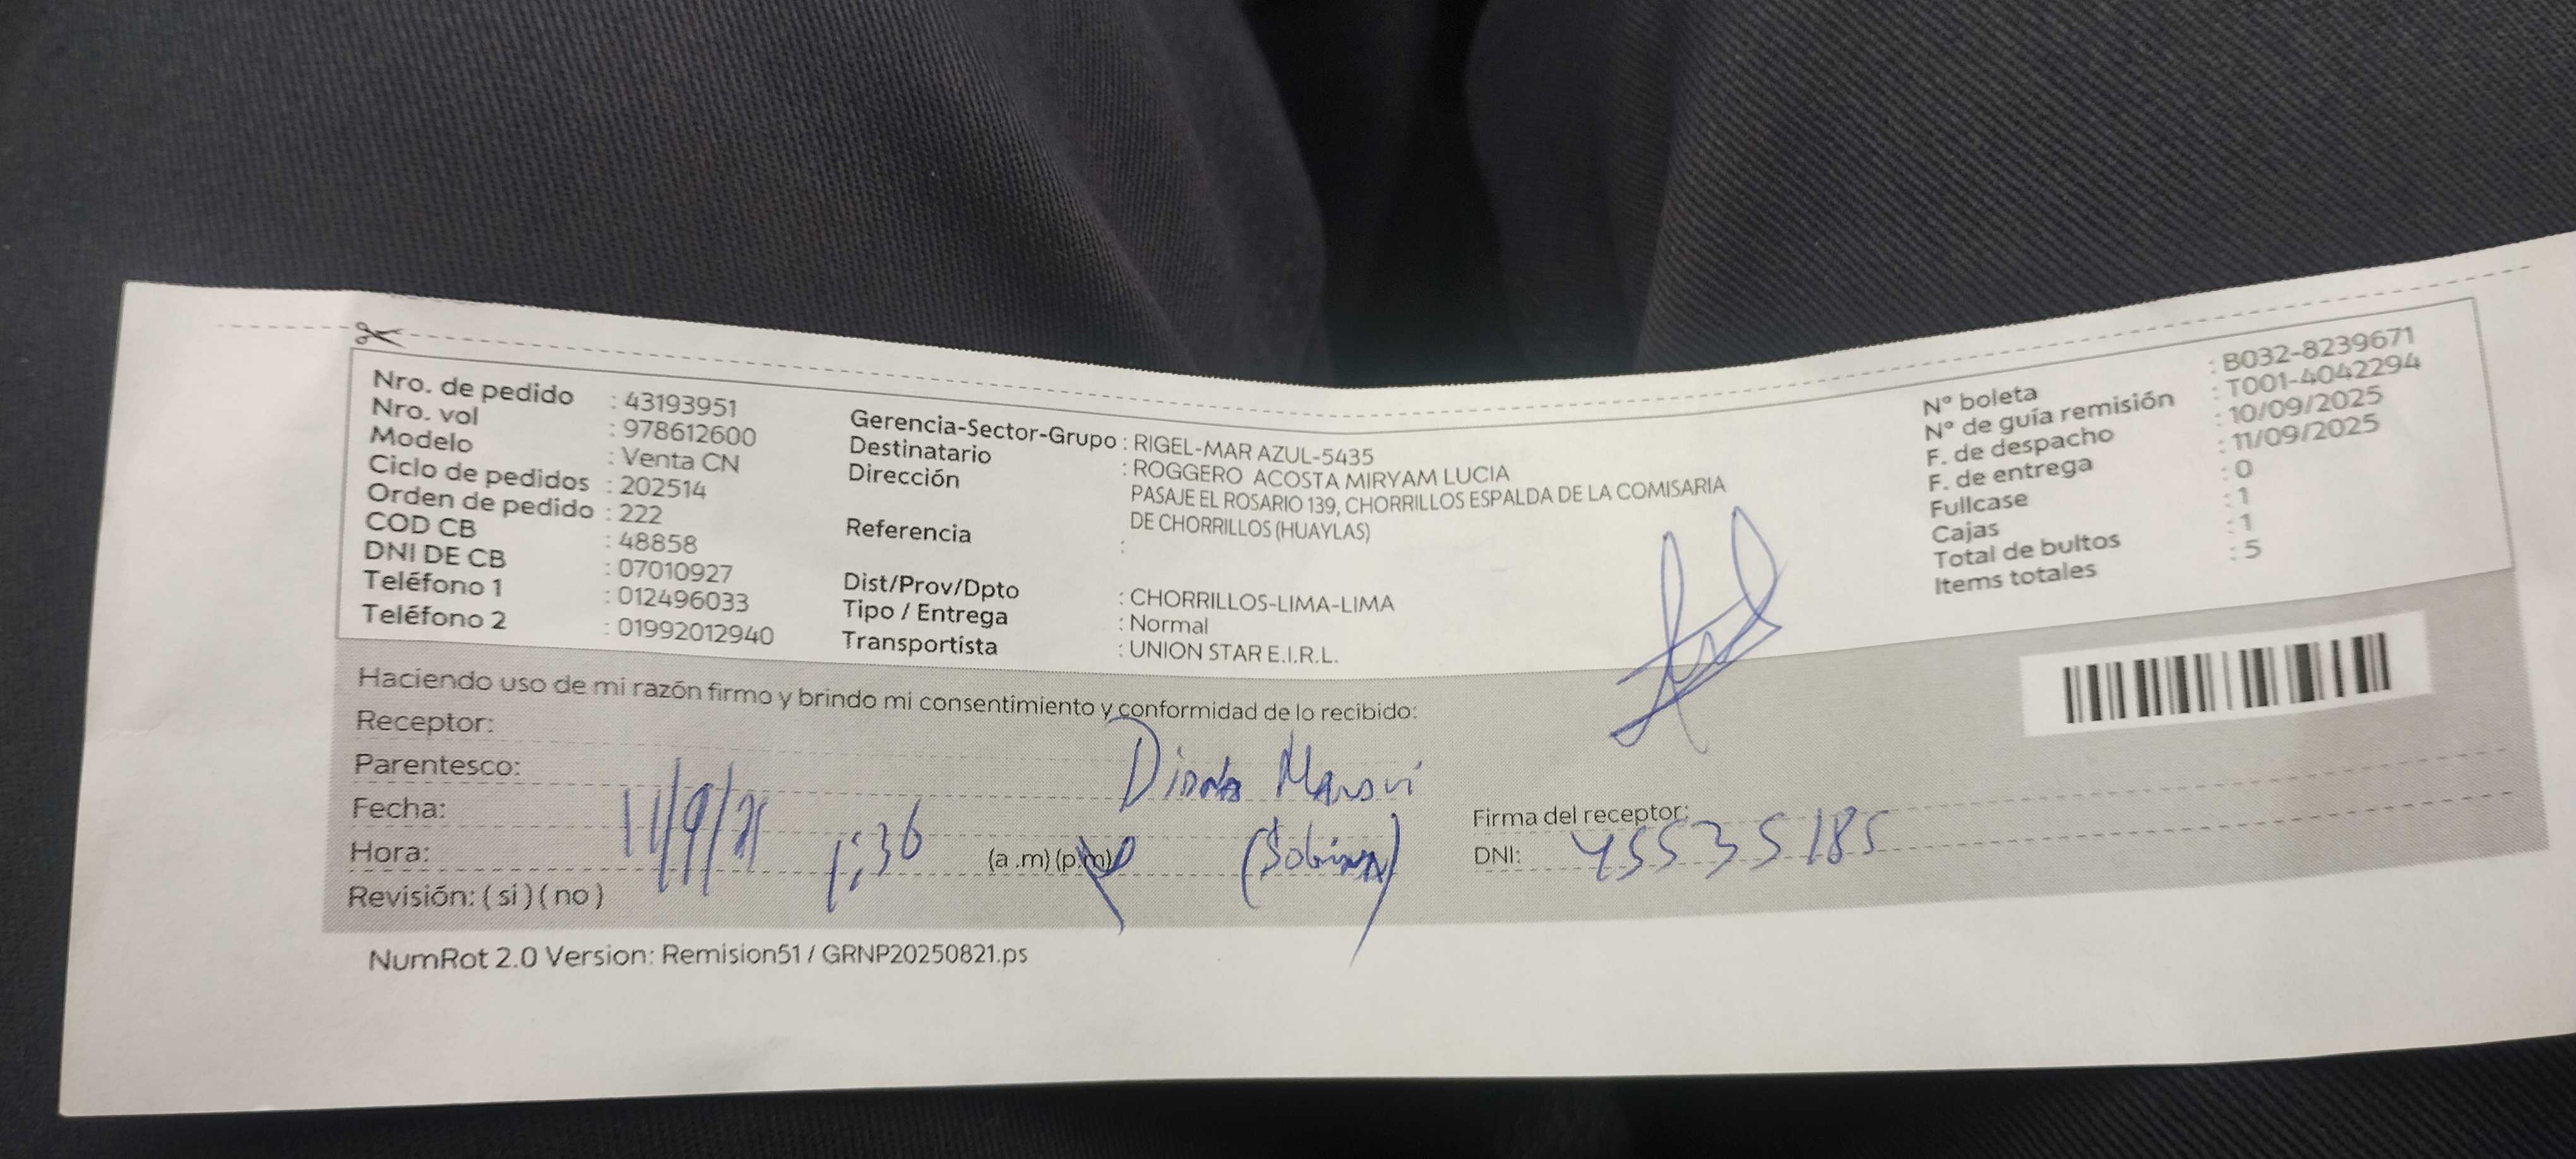 Nro. de pedido : 43193951
Nro. vol : 978612600
Modelo : Venta CN
Ciclo de pedidos : 202514
Orden de pedido : 222
COD CB : 48858
DNI DE CB : 07010927
Teléfono 1 : 012496033
Teléfono 2 : 01992012940
Gerencia-Sector-Grupo : RIGEL-MAR AZUL-5435
Destinatario : ROGGERO ACOSTA MIRYAM LUCIA
Dirección PASAJE EL ROSARIO 139, CHORRILLOS ESPALDA DE LA COMISARIA
DE CHORRILLOS (HUAYLAS)
Referencia :
Dist/Prov/Dpto : CHORRILLOS-LIMA-LIMA
Tipo / Entrega : Normal
Transportista : UNION STAR E.I.R.L.
N° boleta : B032-8239671
N° de guía remisión : T001-4042294
F. de despacho : 10/09/2025
F. de entrega : 11/09/2025
Fullcase : 0
Cajas : 1
Total de bultos : 1
Items totales : 5
Haciendo uso de mi razón firmo y brindo mi consentimiento y conformidad de lo recibido:
Receptor:
Parentesco: Diana
Fecha: 11/9/
Hora: 1:36 (a .m) (p.m) (Sobrina)
Revisión: ( si ) ( no )
Firma del receptor:
DNI: 45535185
NumRot 2.0 Version: Remision51 / GRNP20250821.ps